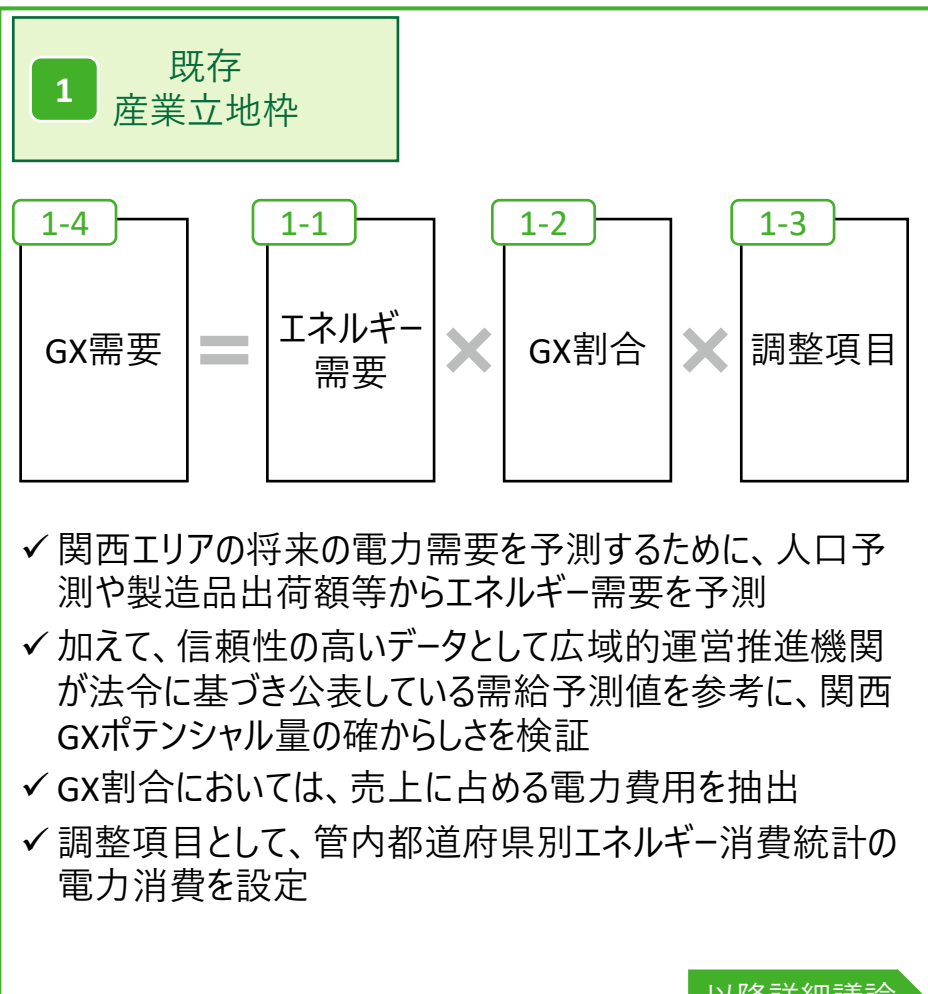 1
既存
産業立地枠
1-4
1-1
1-2
1-3
GX需要
=
エネルギー
需要
×
GX割合
×
調整項目
✓関西エリアの将来の電力需要を予測するために、人口予
測や製造品出荷額等からエネルギー需要を予測
✓加えて、信頼性の高いデータとして広域的運営推進機関
が法令に基づき公表している需給予測値を参考に、関西
GXポテンシャル量の確からしさを検証
✓GX割合においては、売上に占める電力費用を抽出
✓調整項目として、管内都道府県別エネルギー消費統計の
電力消費を設定
以降詳細議論